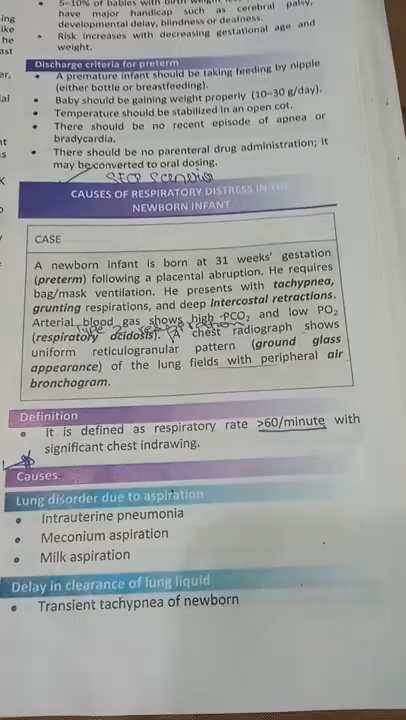 5-10% of babies with birth weight
have major handicap such as cerebral palsy,
developmental delay, blindness or deafness.
• Risk increases with decreasing gestational age and
weight.
Discharge criteria for preterm
• A premature infant should be taking feeding by nipple
(either bottle or breastfeeding).
• Baby should be gaining weight properly (10-30 g/day).
• Temperature should be stabilized in an open cot.
• There should be no recent episode of apnea or
bradycardia.
• There should be no parenteral drug administration; it
may be converted to oral dosing.
CAUSES OF RESPIRATORY DISTRESS IN THE
NEWBORN INFANT
CASE
A newborn infant is born at 31 weeks' gestation
(preterm) following a placental abruption. He requires
bag/mask ventilation. He presents with tachypnea,
grunting respirations, and deep Intercostal retractions.
Arterial blood gas shows high PCO2 and low PO2
(respiratory acidosis). A chest radiograph shows
uniform reticulogranular pattern (ground glass
appearance) of the lung fields with peripheral air
bronchogram.
Definition
• It is defined as respiratory rate >60/minute with
significant chest indrawing.
Causes
Lung disorder due to aspiration
• Intrauterine pneumonia
• Meconium aspiration
• Milk aspiration
Delay in clearance of lung liquid
• Transient tachypnea of newborn